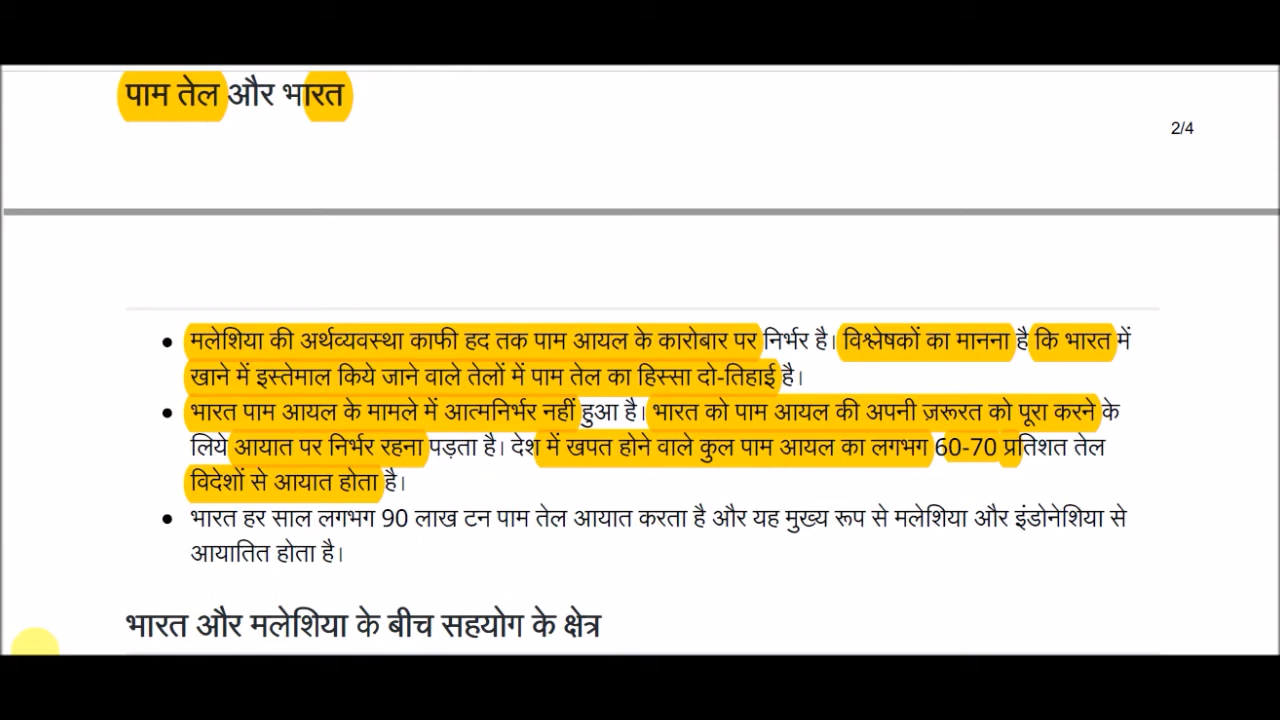 पाम तेल और भारत
2/4
मलेशिया की अर्थव्यवस्था काफी हद तक पाम आयल के कारोबार पर निर्भर है। विश्लेषकों का मानना है कि भारत में
खाने में इस्तेमाल किये जाने वाले तेलों में पाम तेल का हिस्सा दो-तिहाई है।
भारत पाम आयल के मामले में आत्मनिर्भर नहीं हुआ है। भारत को पाम आयल की अपनी ज़रूरत को पूरा करने के
लिये आयात पर निर्भर रहना पड़ता है। देश में खपत होने वाले कुल पाम आयल का लगभग 60-70 प्रतिशत तेल
विदेशों से आयात होता है।
भारत हर साल लगभग 90 लाख टन पाम तेल आयात करता है और यह मुख्य रूप से मलेशिया और इंडोनेशिया से
आयातित होता है।
भारत और मलेशिया के बीच सहयोग के क्षेत्र